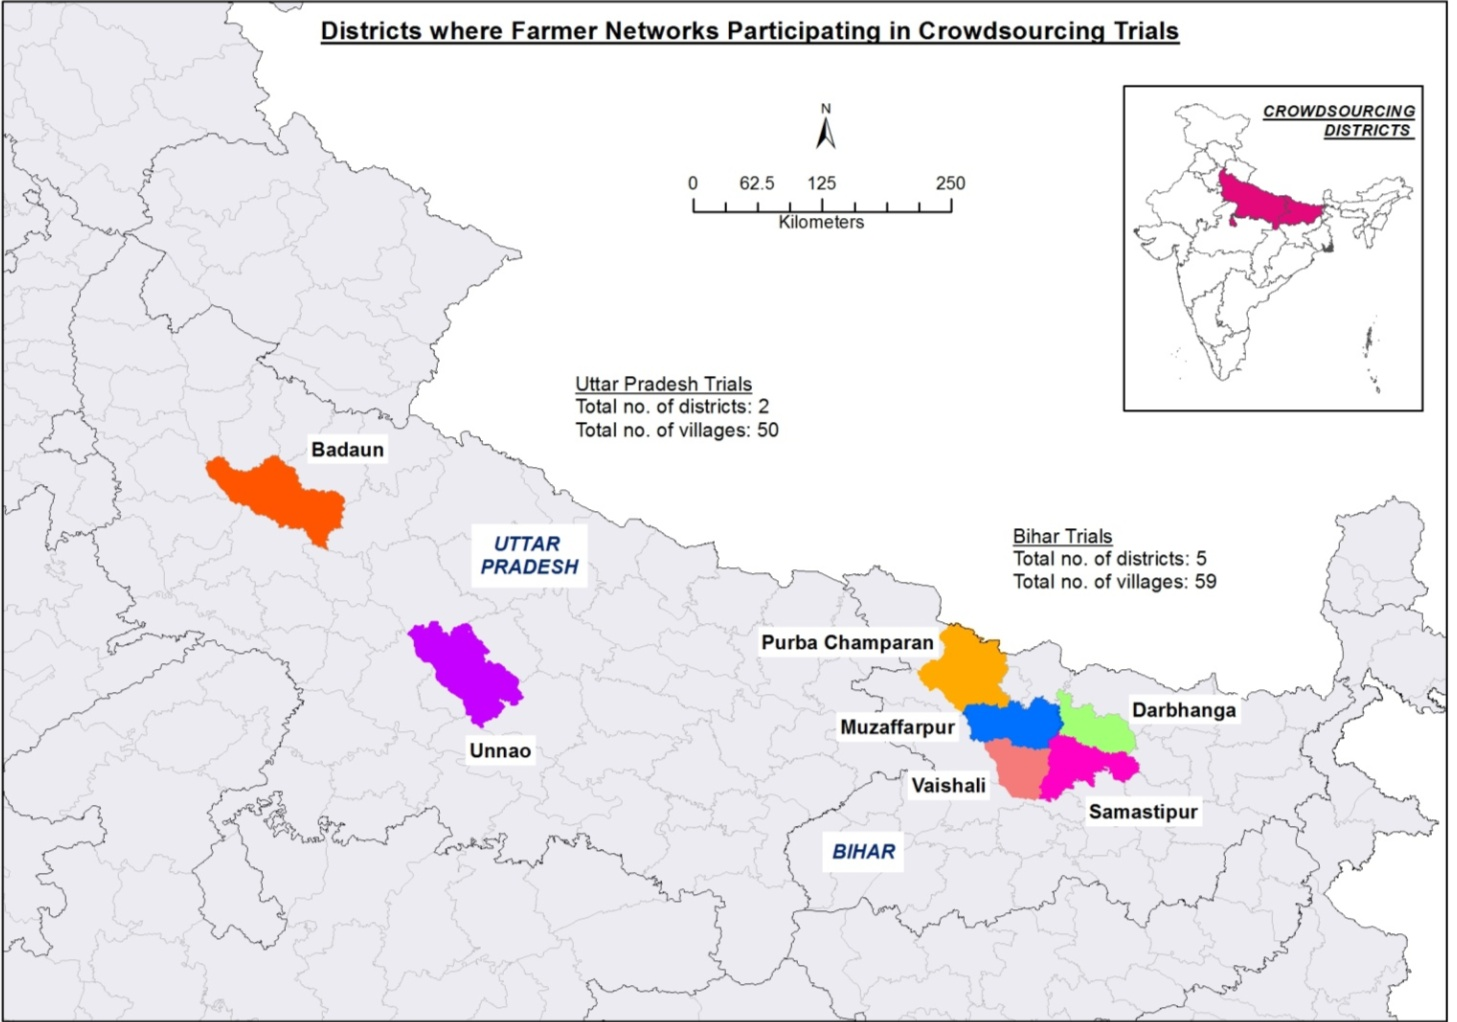 Districts where Farmer Networks Participating in Crowdsourcing Trials
N
0 62.5 125 250
Kilometers
CROWDSOURCING
DISTRICTS
Uttar Pradesh Trials
Total no. of districts: 2
Total no. of villages: 50
Badaun
UTTAR
PRADESH
Bihar Trials
Total no. of districts: 5
Total no. of villages: 59
Purba Champaran
Darbhanga
Muzaffarpur
Unnao
Vaishali
Samastipur
BIHAR